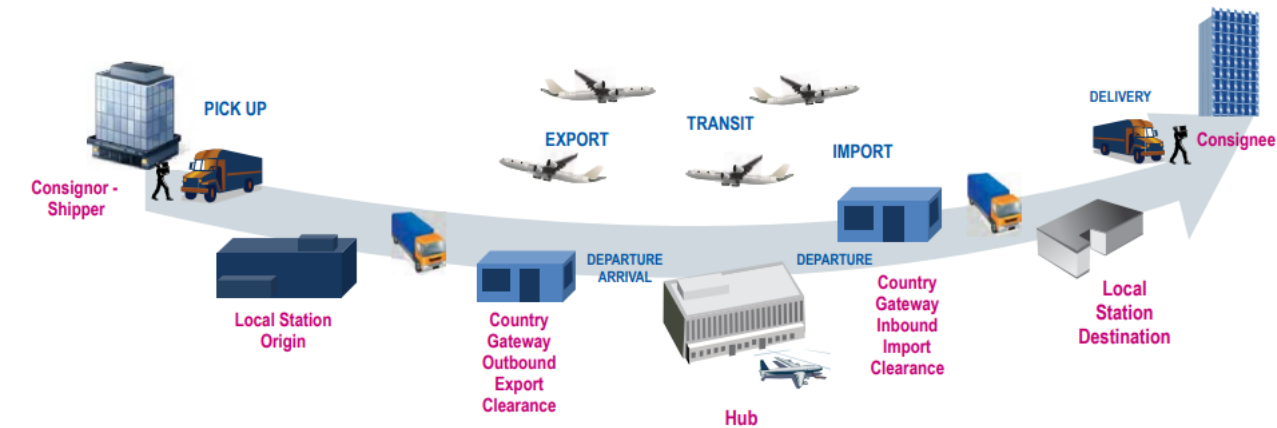 PICK UP
Consignor -
Shipper
Local Station
Origin
EXPORT
Country
Gateway
Outbound
Export
Clearance
DEPARTURE
ARRIVAL
TRANSIT
Hub
DEPARTURE
IMPORT
Country
Gateway
Inbound
Import
Clearance
Local
Station
Destination
DELIVERY
Consignee